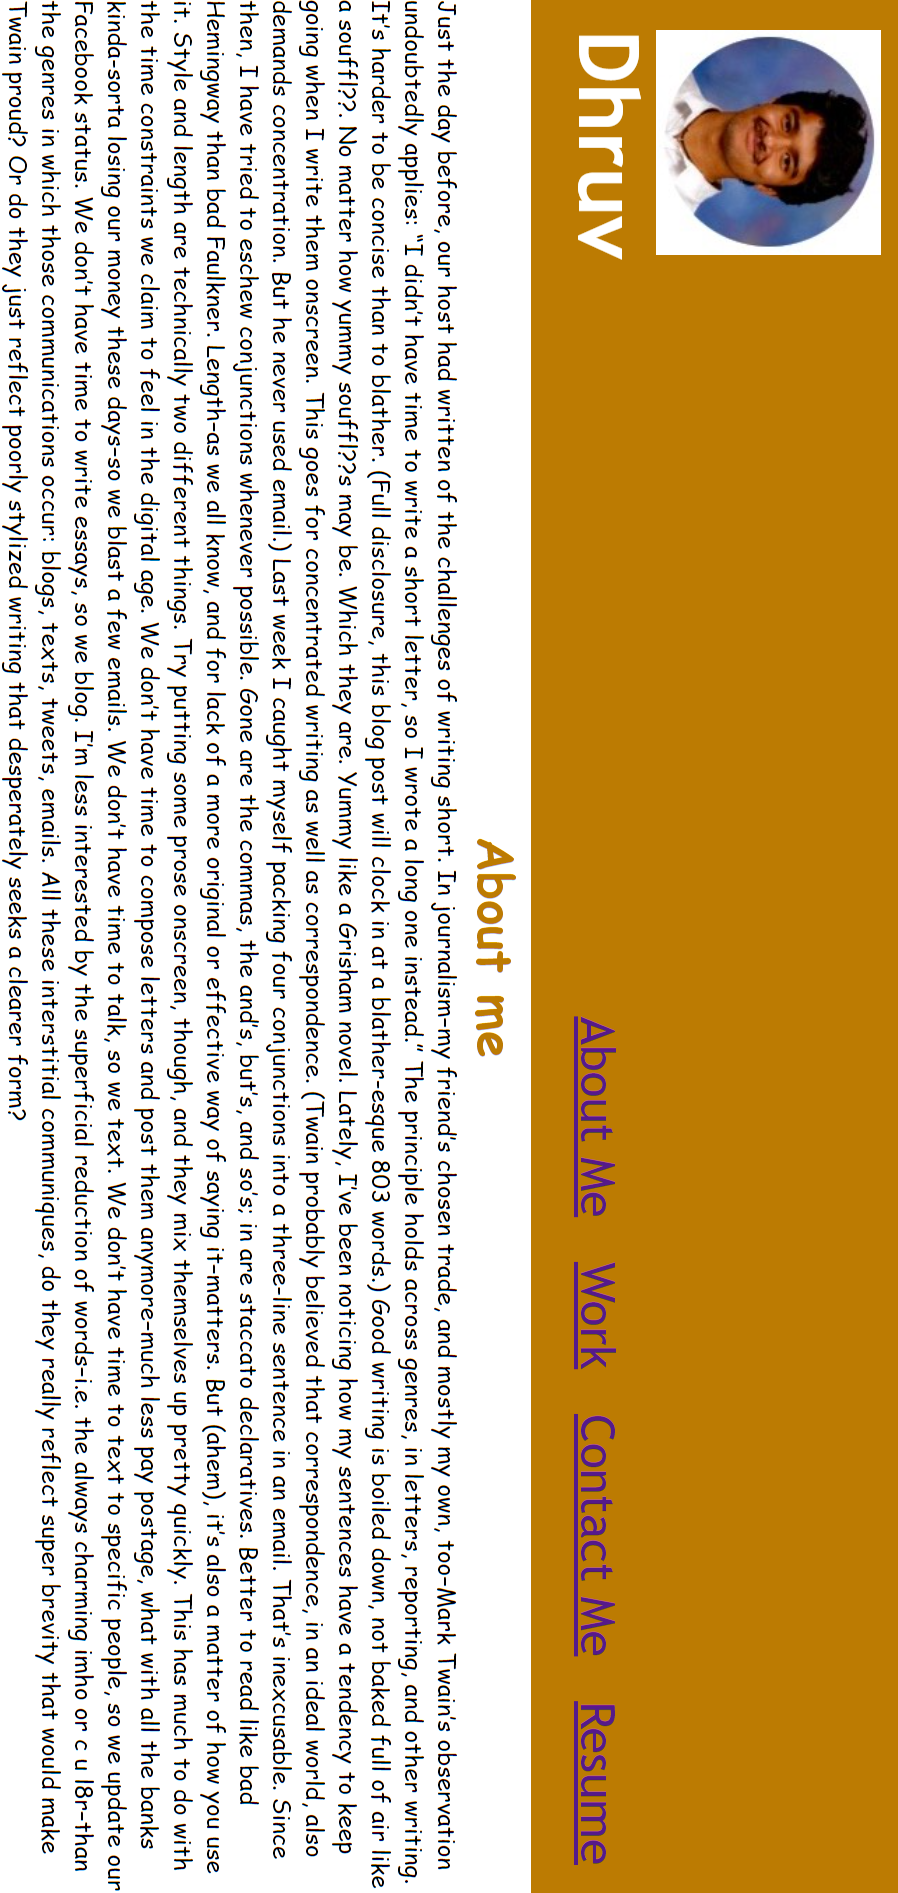 Dhruv
About Me Work Contact Me Resume
About me
Just the day before, our host had written of the challenges of writing short. In journalism-my friend's chosen trade, and mostly my own, too-Mark Twain's observation
undoubtedly applies: "I didn't have time to write a short letter, so I wrote a long one instead." The principle holds across genres, in letters, reporting, and other writing.
It's harder to be concise than to blather. (Full disclosure, this blog post will clock in at a blather-esque 803 words.) Good writing is boiled down, not baked full of air like
a souffl??. No matter how yummy souffl??s may be. Which they are. Yummy like a Grisham novel. Lately, I've been noticing how my sentences have a tendency to keep
going when I write them onscreen. This goes for concentrated writing as well as correspondence. (Twain probably believed that correspondence, in an ideal world, also
demands concentration. But he never used email.) Last week I caught myself packing four conjunctions into a three-line sentence in an email. That's inexcusable. Since
then, I have tried to eschew conjunctions whenever possible. Gone are the commas, the and's, but's, and so's; in are staccato declaratives. Better to read like bad
Hemingway than bad Faulkner. Length-as we all know, and for lack of a more original or effective way of saying it-matters. But (ahem), it's also a matter of how you use
it. Style and length are technically two different things. Try putting some prose onscreen, though, and they mix themselves up pretty quickly. This has much to do with
the time constraints we claim to feel in the digital age. We don't have time to compose letters and post them anymore-much less pay postage, what with all the banks
kinda-sorta losing our money these days-so we blast a few emails. We don't have time to talk, so we text. We don't have time to text to specific people, so we update our
Facebook status. We don't have time to write essays, so we blog. I'm less interested by the superficial reduction of words-i.e. the always charming imho or c u l8r-than
the genres in which those communications occur: blogs, texts, tweets, emails. All these interstitial communiques, do they really reflect super brevity that would make
Twain proud? Or do they just reflect poorly stylized writing that desperately seeks a clearer form?